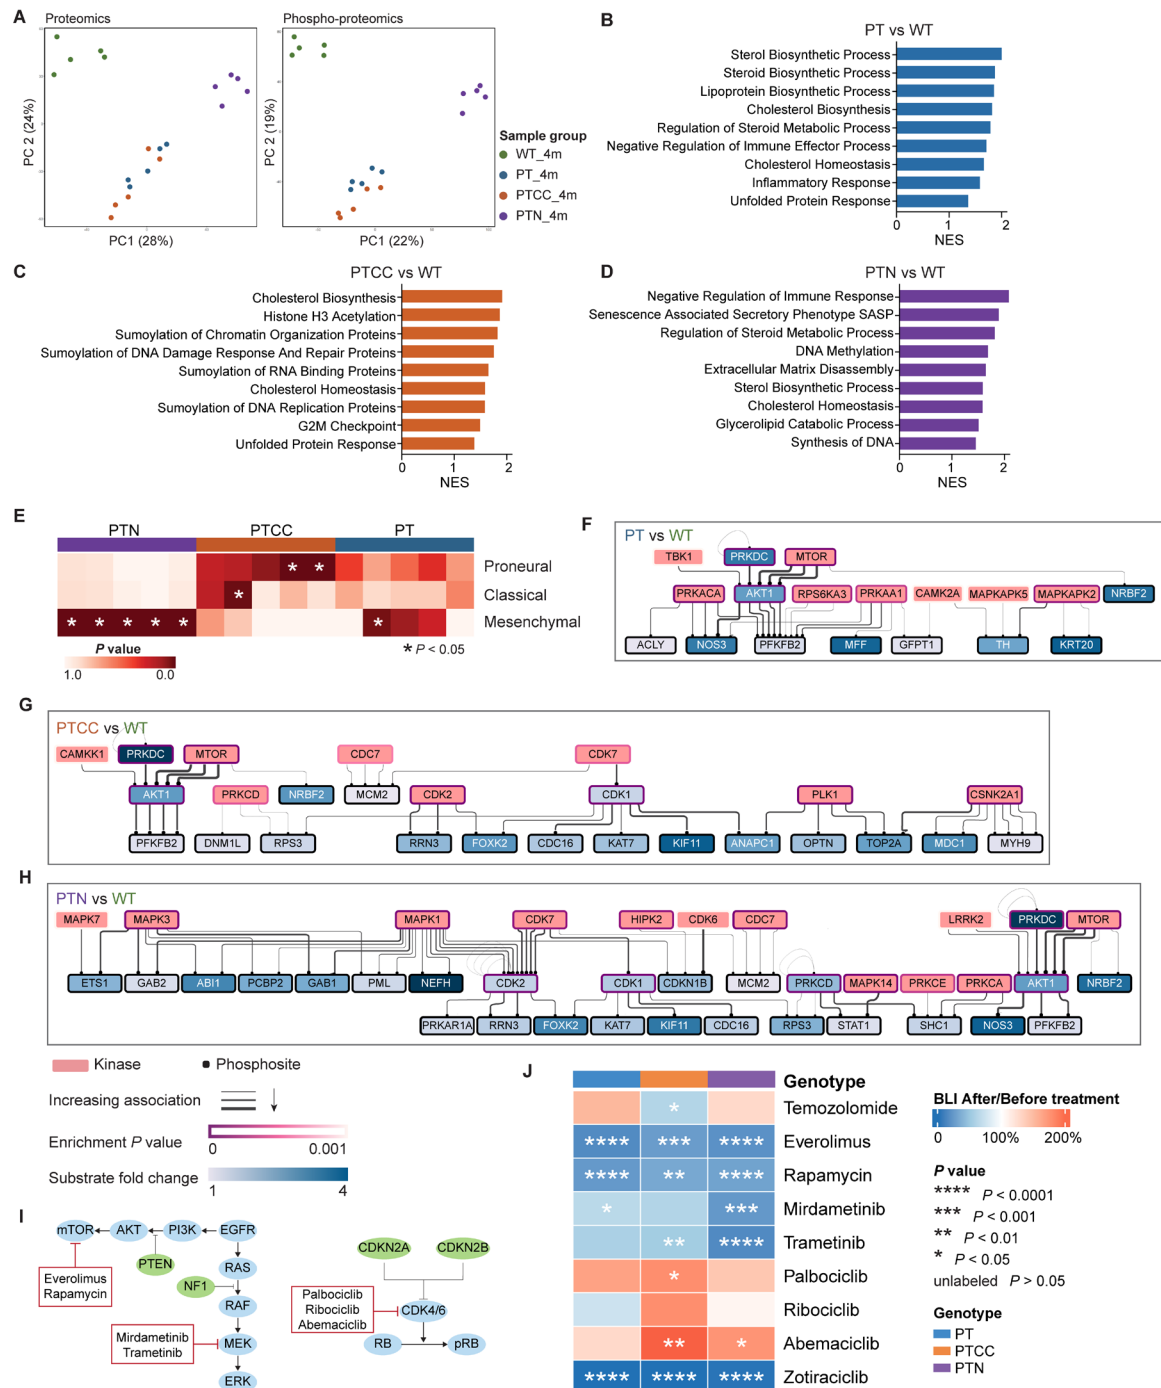 A
Proteomics
Phospho-proteomics
PC 2 (24%)
PC1 (28%)
PC 2 (19%)
PC1 (22%)
Sample group
WT_4m
PT_4m
PTCC_4m
PTN_4m
B
PT vs WT
Sterol Biosynthetic Process
Steroid Biosynthetic Process
Lipoprotein Biosynthetic Process
Cholesterol Biosynthesis
Regulation of Steroid Metabolic Process
Negative Regulation of Immune Effector Process
Cholesterol Homeostasis
Inflammatory Response
Unfolded Protein Response
0 1 2
NES
C
PTCC vs WT
Cholesterol Biosynthesis
Histone H3 Acetylation
Sumoylation of Chromatin Organization Proteins
Sumoylation of DNA Damage Response And Repair Proteins
Sumoylation of RNA Binding Proteins
Cholesterol Homeostasis
Sumoylation of DNA Replication Proteins
G2M Checkpoint
Unfolded Protein Response
0 1 2
NES
D
PTN vs WT
Negative Regulation of Immune Response
Senescence Associated Secretory Phenotype SASP
Regulation of Steroid Metabolic Process
DNA Methylation
Extracellular Matrix Disassembly
Sterol Biosynthetic Process
Cholesterol Homeostasis
Glycerolipid Catabolic Process
Synthesis of DNA
0 1 2
NES
E
PTN PTCC PT
* * Proneural
* Classical
* * * * * * Mesenchymal
P value
1.0 0.0
* P < 0.05
F
PT vs WT
TBK1 PRKDC MTOR
PRKACA AKT1 RPS6KA3 PRKAA1 CAMK2A MAPKAPK5 MAPKAPK2 NRBF2
ACLY NOS3 PFKFB2 MFF GFPT1 TH KRT20
G
PTCC vs WT
CAMKK1 PRKDC MTOR CDC7 CDK7
AKT1 PRKCD NRBF2 MCM2 CDK2 CDK1 PLK1 CSNK2A1
PFKFB2 DNM1L RPS3 RRN3 FOXK2 CDC16 KAT7 KIF11 ANAPC1 OPTN TOP2A MDC1 MYH9
H
PTN vs WT
MAPK7 MAPK3 MAPK1 CDK7 HIPK2 CDK6 CDC7 LRRK2 PRKDC MTOR
ETS1 GAB2 ABI1 PCBP2 GAB1 PML NEFH CDK2 CDK1 CDKN1B MCM2 PRKCD MAPK14 PRKCE PRKCA AKT1 NRBF2
PRKAR1A RRN3 FOXK2 KAT7 KIF11 CDC16 RPS3 STAT1 SHC1 NOS3 PFKFB2
Kinase
Phosphosite
Increasing association
Enrichment P value
0 0.001
Substrate fold change
1 4
I
mTOR AKT PI3K EGFR
PTEN
RAS
NF1
RAF
MEK
ERK
Everolimus
Rapamycin
Mirdametinib
Trametinib
CDKN2A CDKN2B
Palbociclib
Ribociclib
Abemaciclib
CDK4/6
RB pRB
J
Genotype
* Temozolomide
**** *** **** Everolimus
**** ** **** Rapamycin
* *** Mirdametinib
** **** Trametinib
* Palbociclib
Ribociclib
** * Abemaciclib
**** **** **** Zotiraciclib
BLI After/Before treatment
0 100% 200%
P value
**** P < 0.0001
*** P < 0.001
** P < 0.01
* P < 0.05
unlabeled P > 0.05
Genotype
PT
PTCC
PTN